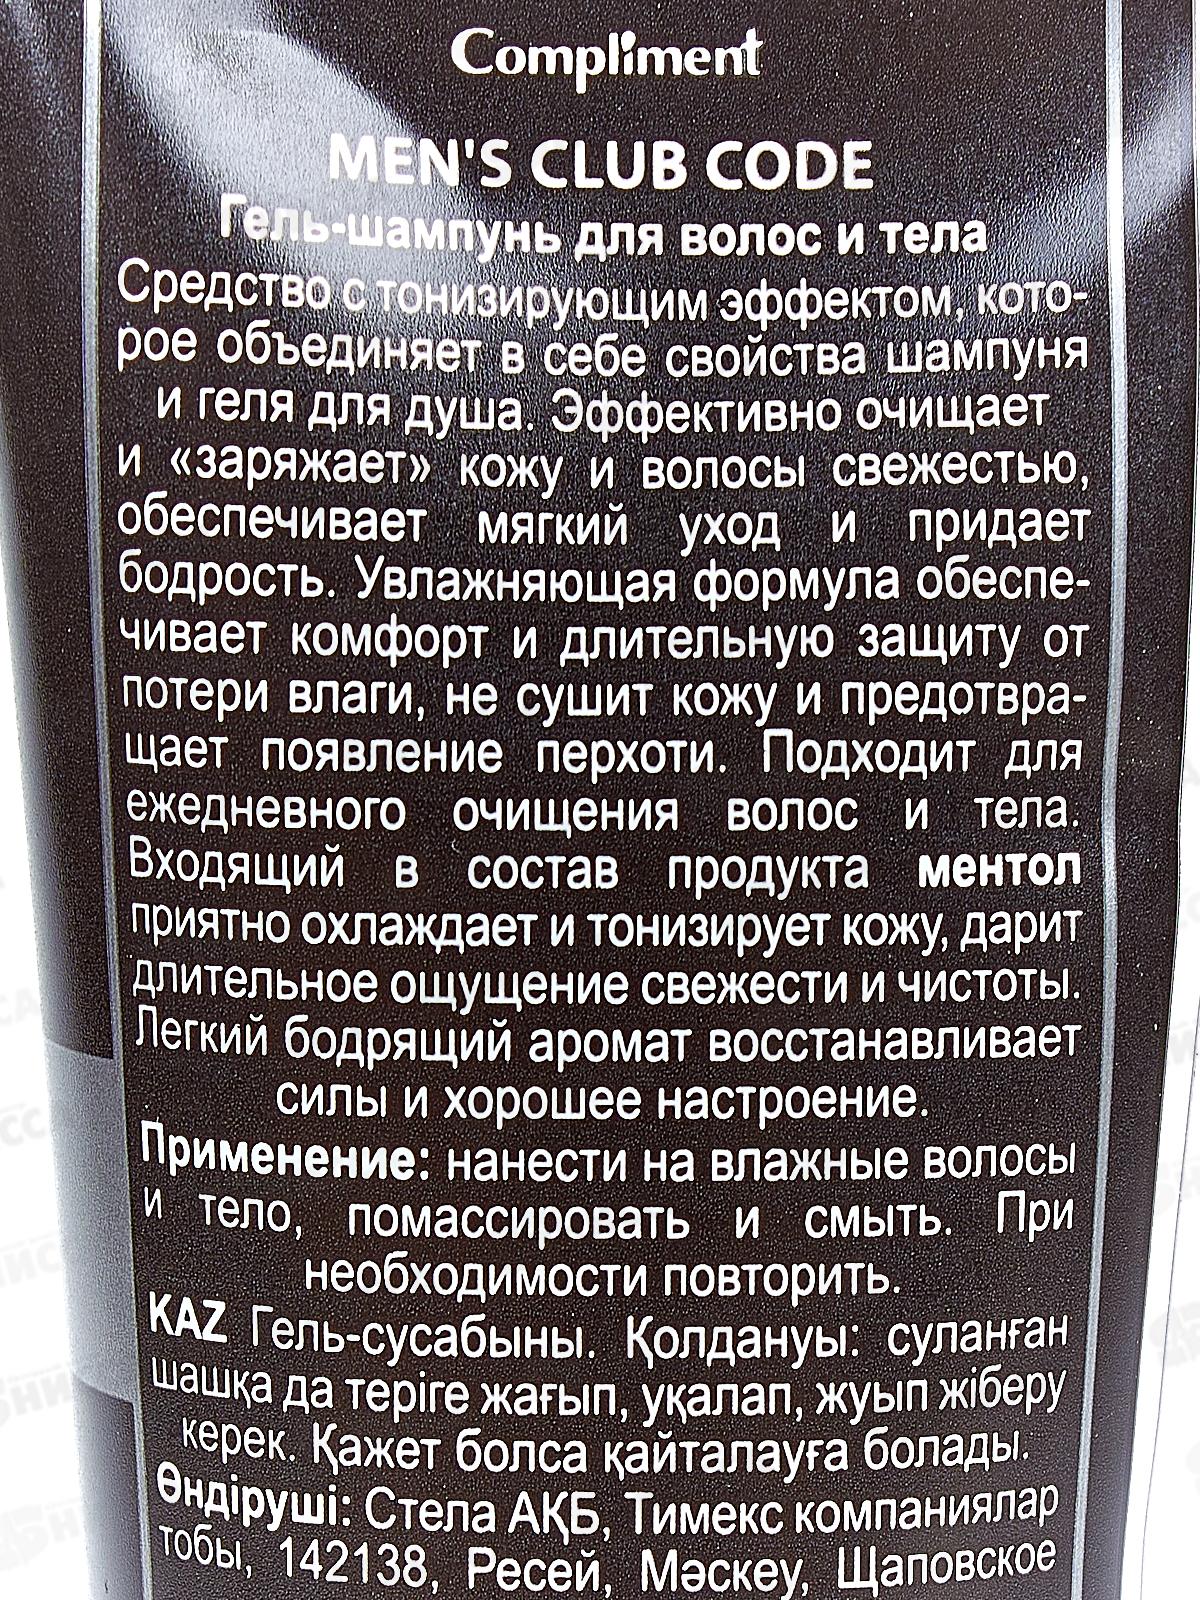 Compliment
MEN'S CLUB CODE
Гель-шампунь для волос и тела
Средство с тонизирующим эффектом, кото-
рое объединяет в себе свойства шампуня
и геля для душа. Эффективно очищает
и «заряжает» кожу и волосы свежестью,
обеспечивает мягкий уход и придает
бодрость. Увлажняющая формула обеспе-
чивает комфорт и длительную защиту от
потери влаги, не сушит кожу и предотвра-
щает появление перхоти. Подходит для
ежедневного очищения волос и тела.
Входящий в состав продукта ментол
приятно охлаждает и тонизирует кожу, дарит
длительное ощущение свежести и чистоты.
Легкий бодрящий аромат восстанавливает
силы и хорошее настроение.
Применение: нанести на влажные волосы
и тело, помассировать и смыть. При
необходимости повторить.
KAZ Гель-сусабыны. Қолдануы: суланған
шашқа да теріге жағып, уқалап, жуып жіберу
керек. Қажет болса қайталауға болады.
Өндіруші: Стела АҚБ, Тимекс компаниялар
тобы, 142138, Ресей, Мәскеу, Щаповское